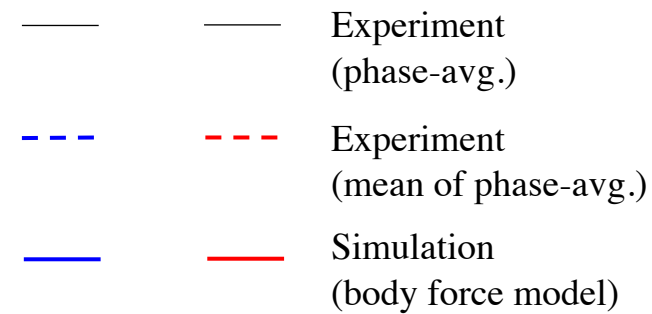 Experiment
(phase-avg.)
Experiment
(mean of phase-avg.)
Simulation
(body force model)